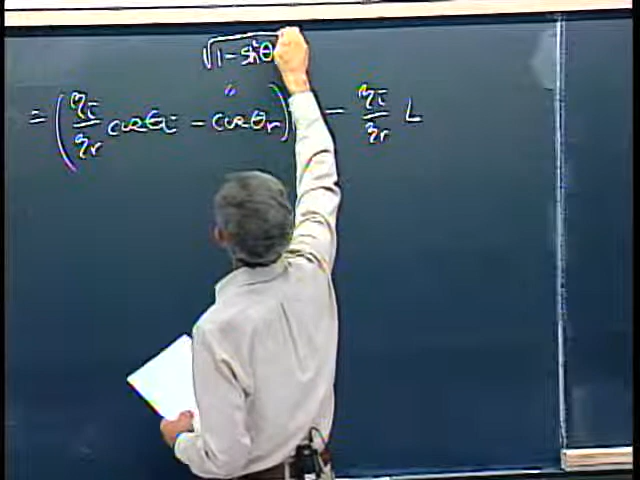 √(1-sin²θ
"
= (ηi/ηr cosθi - cosθr) - ηi/ηr L